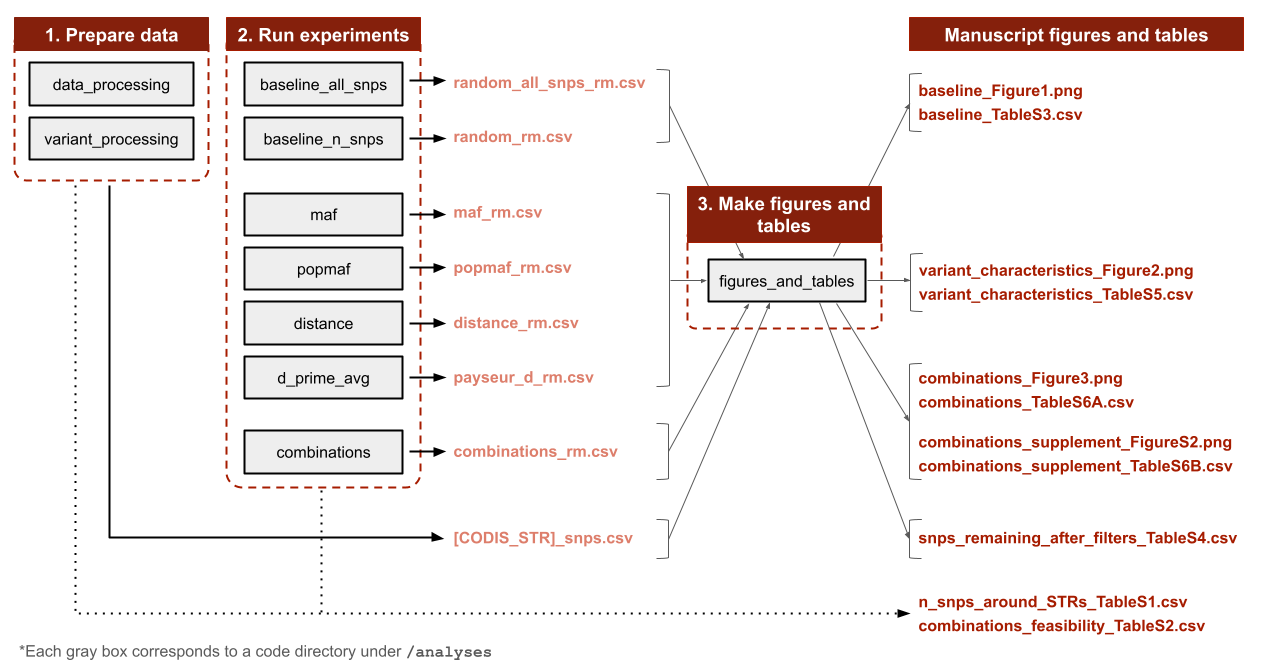 1. Prepare data
data_processing
variant_processing
2. Run experiments
baseline_all_snps
baseline_n_snps
maf
popmaf
distance
d_prime_avg
combinations
random_all_snps_rm.csv
random_rm.csv
maf_rm.csv
popmaf_rm.csv
distance_rm.csv
payseur_d_rm.csv
combinations_rm.csv
[CODIS_STR]_snps.csv
3. Make figures and
tables
figures_and_tables
Manuscript figures and tables
baseline_Figure1.png
baseline_TableS3.csv
variant_characteristics_Figure2.png
variant_characteristics_TableS5.csv
combinations_Figure3.png
combinations_TableS6A.csv
combinations_supplement_FigureS2.png
combinations_supplement_TableS6B.csv
snps_remaining_after_filters_TableS4.csv
n_snps_around_STRs_TableS1.csv
combinations_feasibility_TableS2.csv
*Each gray box corresponds to a code directory under /analyses